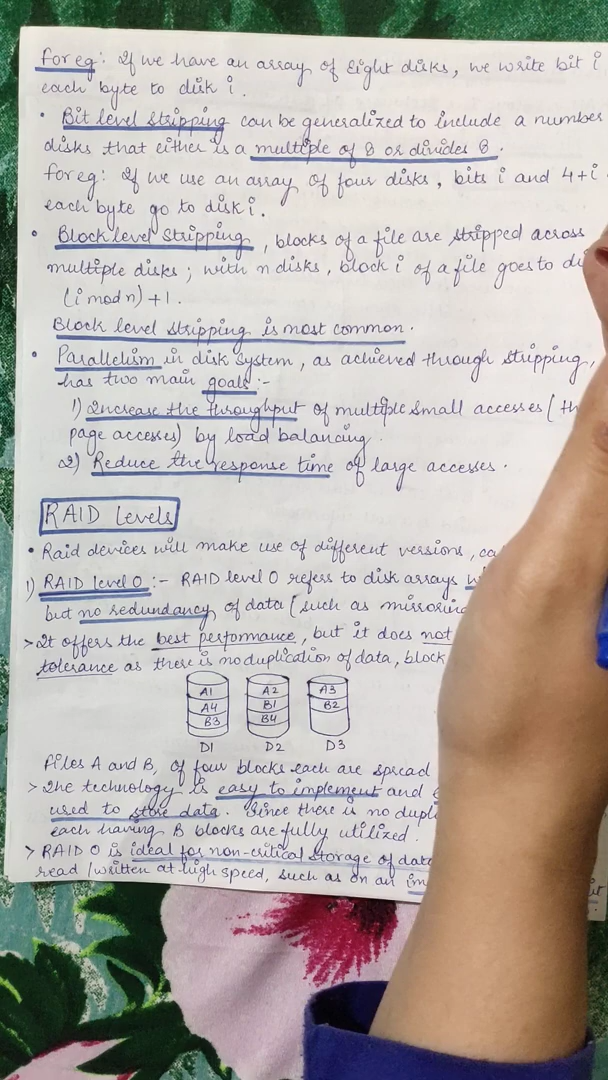 For eg: If we have an array of eight disks, we write bit i
each byte to disk i.
• Bit level stripping can be generalized to include a number
disks that either is a multiple of 8 or divides 8.
For eg: If we use an array of four disks, bits i and 4+i
each byte go to disk i.
• Block level Stripping, blocks of a file are stripped across
multiple disks; with n disks, block i of a file goes to di
(i mod n) + 1.
Block level stripping is most common.
• Parallelism in disk system, as achieved through stripping,
has two main goals:-
1) Increase the throughput of multiple small accesses (th
page accesses) by load balancing.
2) Reduce the response time of large accesses.
RAID Levels
• Raid devices will make use of different versions, ca
1) RAID level 0 :- RAID level 0 refers to disk arrays
but no redundancy of data (such as mirroring
> It offers the best performance, but it does not
tolerance as there is no duplication of data, block
A1 A2 A3
A4 B1 B2
B3 B4
D1 D2 D3
Files A and B, of four blocks each are spread
> The technology is easy to implement and
used to store data. Since there is no dupl
each having B blocks are fully utilized.
> RAID 0 is ideal for non-critical storage of data
read/written at high speed, such as on an im